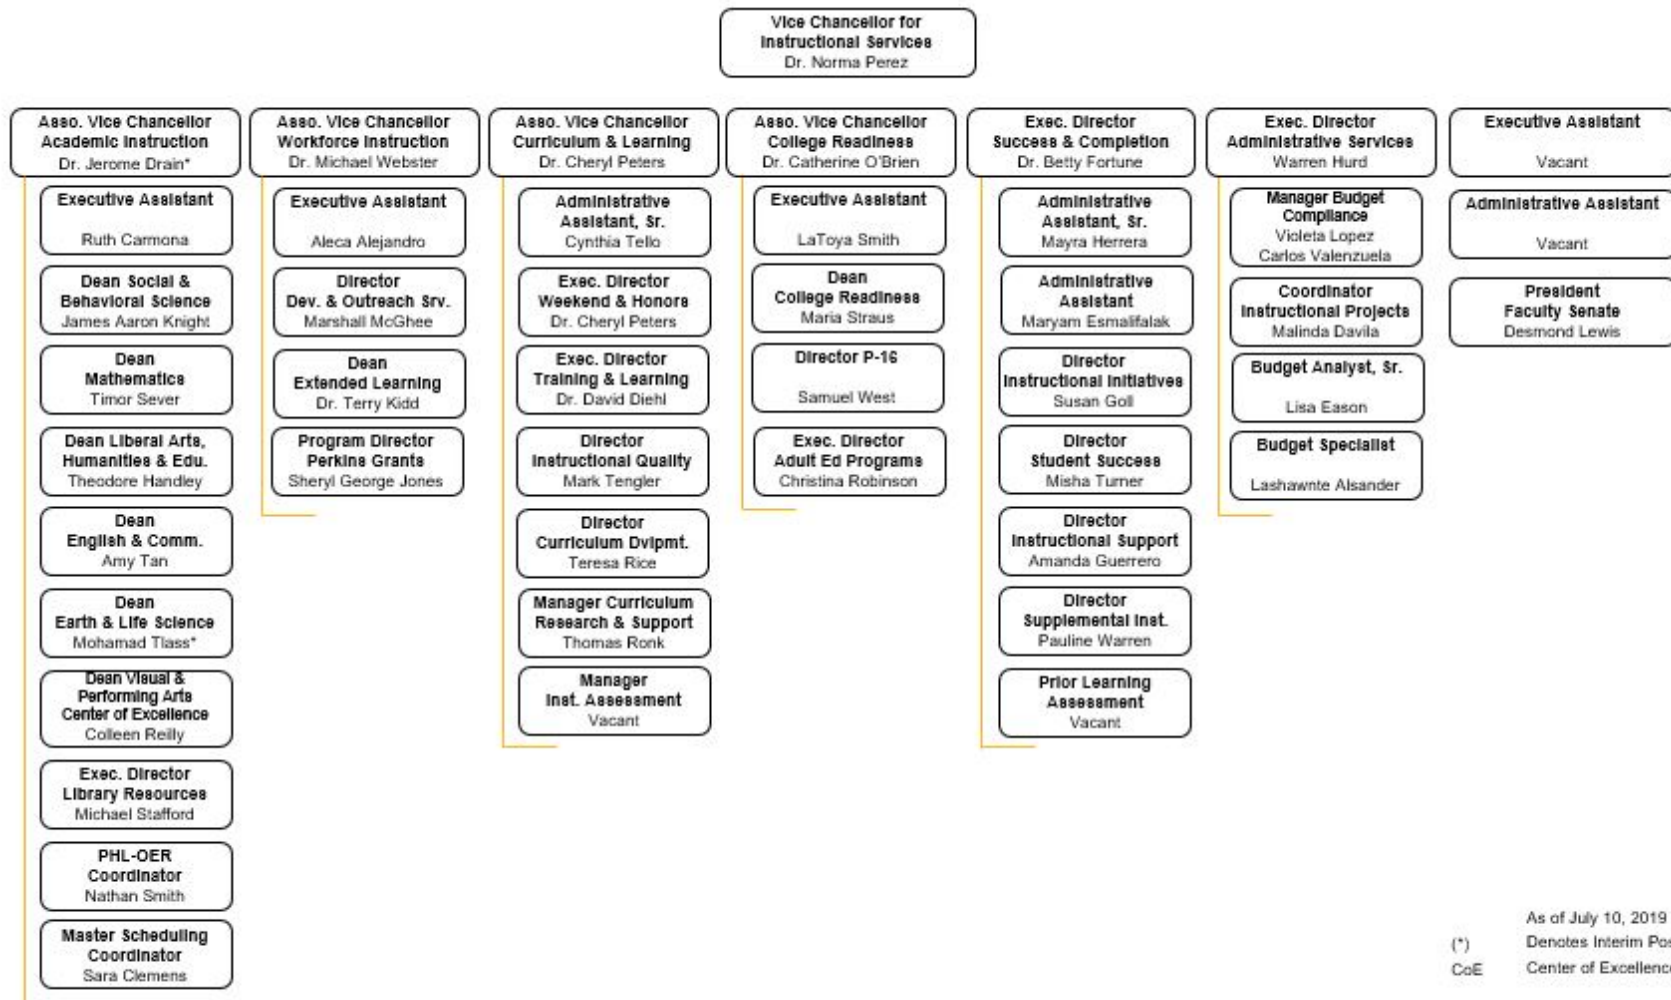 Vice Chancellor for
Instructional Services
Dr. Norma Perez
Asso. Vice Chancellor
Academic Instruction
Dr. Jerome Drain*
Executive Assistant
Ruth Carmona
Dean Social &
Behavioral Science
James Aaron Knight
Dean
Mathematics
Timor Sever
Dean Liberal Arts,
Humanities & Edu.
Theodore Handley
Dean
English & Comm.
Amy Tan
Dean
Earth & Life Science
Mohamad Tlass*
Dean Visual &
Performing Arts
Center of Excellence
Colleen Reilly
Exec. Director
Library Resources
Michael Stafford
PHL-OER
Coordinator
Nathan Smith
Master Scheduling
Coordinator
Sara Clemens
Asso. Vice Chancellor
Workforce Instruction
Dr. Michael Webster
Executive Assistant
Aleca Alejandro
Director
Dev. & Outreach Srv.
Marshall McGhee
Dean
Extended Learning
Dr. Terry Kidd
Program Director
Perkins Grants
Sheryl George Jones
Asso. Vice Chancellor
Curriculum & Learning
Dr. Cheryl Peters
Administrative
Assistant, Sr.
Cynthia Tello
Exec. Director
Weekend & Honors
Dr. Cheryl Peters
Exec. Director
Training & Learning
Dr. David Diehl
Director
Instructional Quality
Mark Tengler
Director
Curriculum Dvlpmt.
Teresa Rice
Manager Curriculum
Research & Support
Thomas Ronk
Manager
Inst. Assessment
Vacant
Asso. Vice Chancellor
College Readiness
Dr. Catherine O'Brien
Executive Assistant
LaToya Smith
Dean
College Readiness
Maria Straus
Director P-16
Samuel West
Exec. Director
Adult Ed Programs
Christina Robinson
Exec. Director
Success & Completion
Dr. Betty Fortune
Administrative
Assistant, Sr.
Mayra Herrera
Administrative
Assistant
Maryam Esmalifalak
Director
Instructional Initiatives
Susan Goll
Director
Student Success
Misha Turner
Director
Instructional Support
Amanda Guerrero
Director
Supplemental Inst.
Pauline Warren
Prior Learning
Assessment
Vacant
Exec. Director
Administrative Services
Warren Hurd
Manager Budget
Compliance
Violeta Lopez
Carlos Valenzuela
Coordinator
Instructional Projects
Malinda Davila
Budget Analyst, Sr.
Lisa Eason
Budget Specialist
Lashawnte Alsander
Executive Assistant
Vacant
Administrative Assistant
Vacant
President
Faculty Senate
Desmond Lewis
As of July 10, 2019
(*) Denotes Interim Pos
CoE Center of Excellence